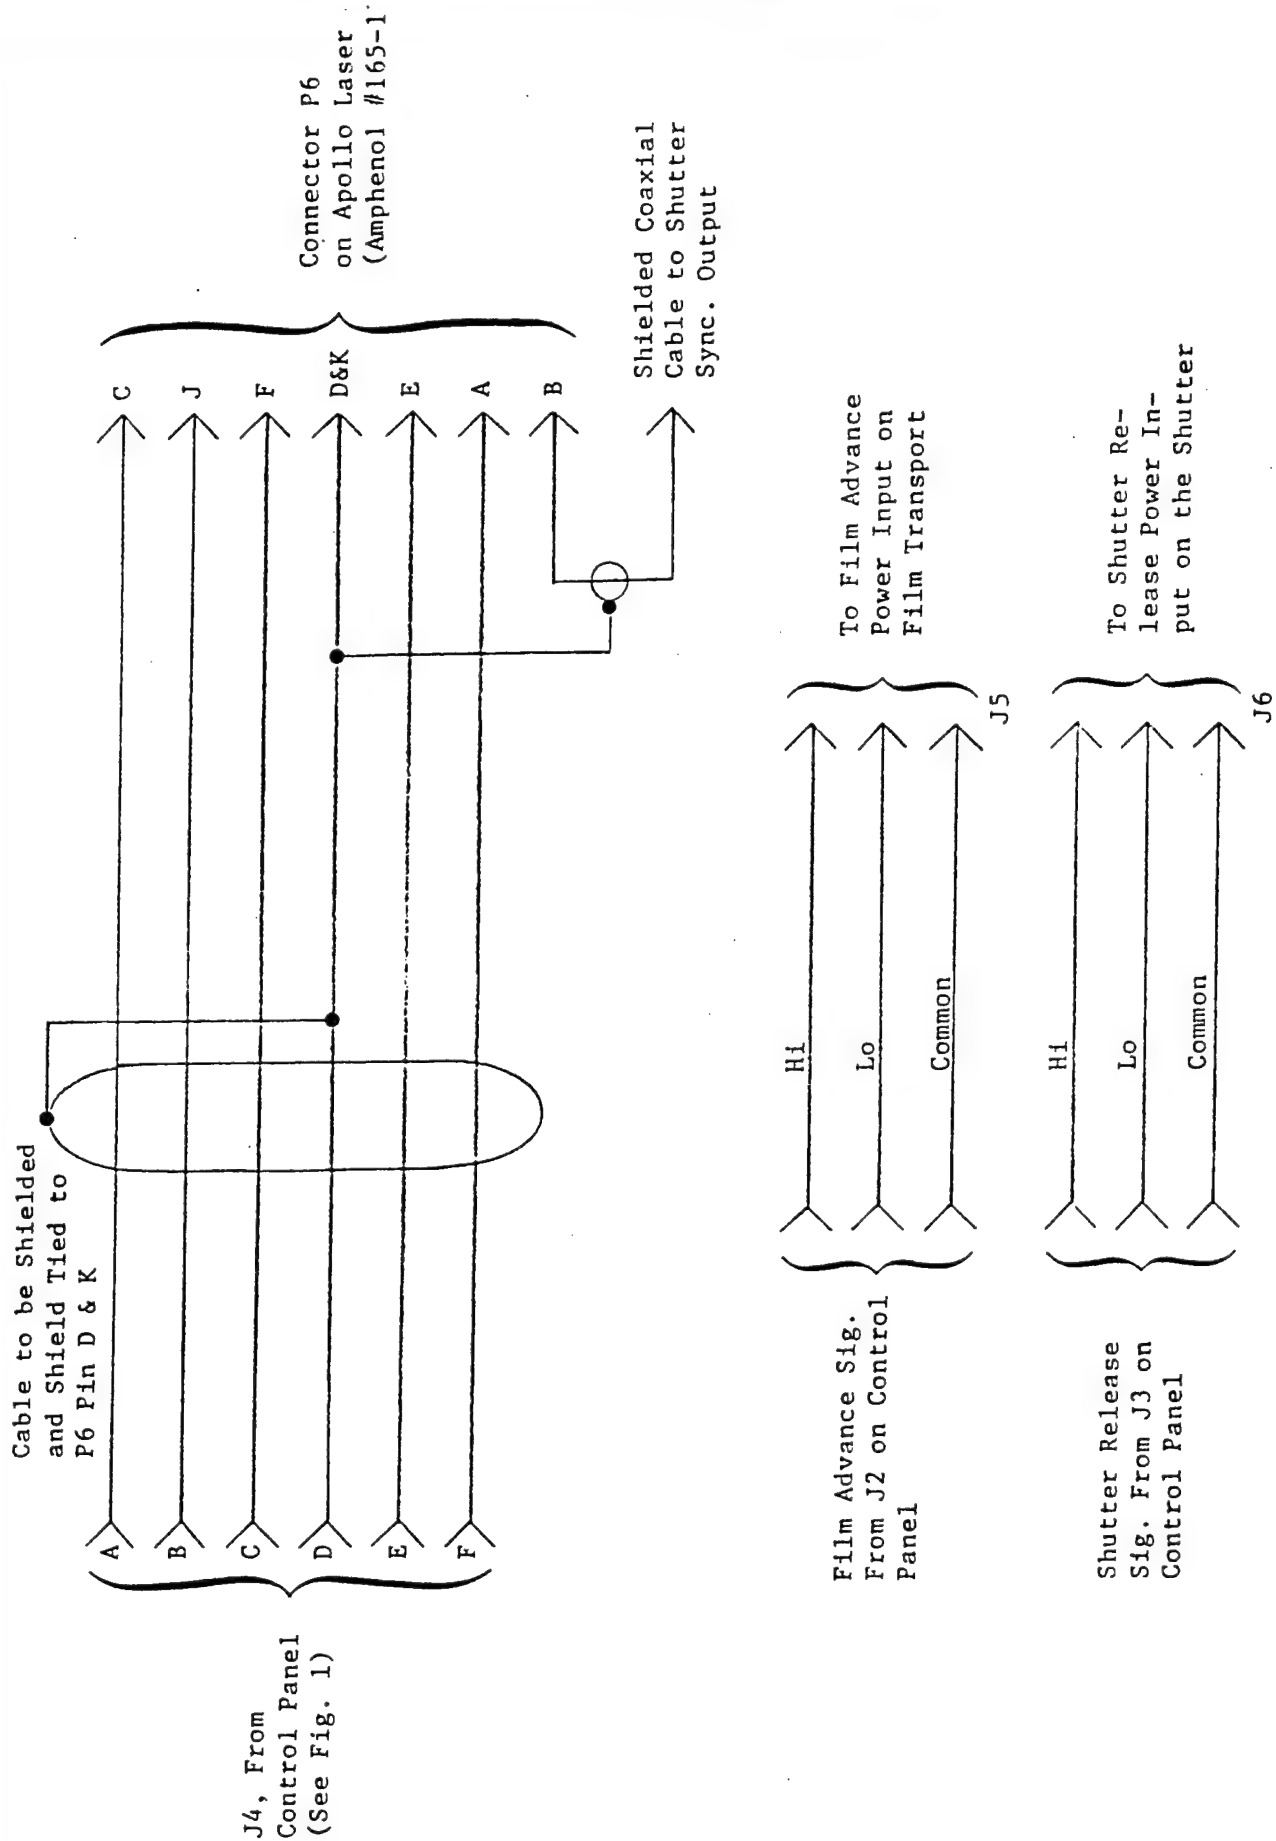 Cable to be Shielded
and Shield Tied to
P6 Pin D & K
J4, From
Control Panel
(See Fig. 1)
A
B
C
D
E
F
C
J
F
D&K
E
A
B
Connector P6
on Apollo Laser
(Amphenol #165-1
Shielded Coaxial
Cable to Shutter
Sync. Output
Film Advance Sig.
From J2 on Control
Panel
Hi
Lo
Common
J5
To Film Advance
Power Input on
Film Transport
Shutter Release
Sig. From J3 on
Control Panel
Hi
Lo
Common
J6
To Shutter Re-
lease Power In-
put on the Shutter